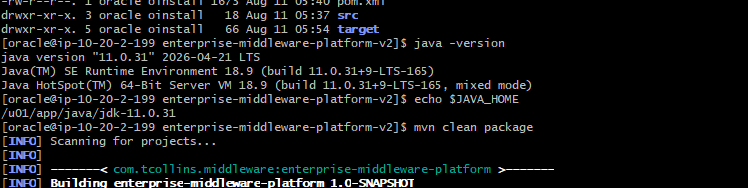 -rw-r--r--. 1 oracle oinstall 1675 Aug 11 05:40 pom.xml
drwxr-xr-x. 3 oracle oinstall   18 Aug 11 05:37 src
drwxr-xr-x. 5 oracle oinstall   66 Aug 11 05:54 target
[oracle@ip-10-20-2-199 enterprise-middleware-platform-v2]$ java -version
java version "11.0.31" 2026-04-21 LTS
Java(TM) SE Runtime Environment 18.9 (build 11.0.31+9-LTS-165)
Java HotSpot(TM) 64-Bit Server VM 18.9 (build 11.0.31+9-LTS-165, mixed mode)
[oracle@ip-10-20-2-199 enterprise-middleware-platform-v2]$ echo $JAVA_HOME
/u01/app/java/jdk-11.0.31
[oracle@ip-10-20-2-199 enterprise-middleware-platform-v2]$ mvn clean package
[INFO] Scanning for projects...
[INFO]
[INFO] -------< com.tcollins.middleware:enterprise-middleware-platform >-------
[INFO] Building enterprise-middleware-platform 1.0-SNAPSHOT